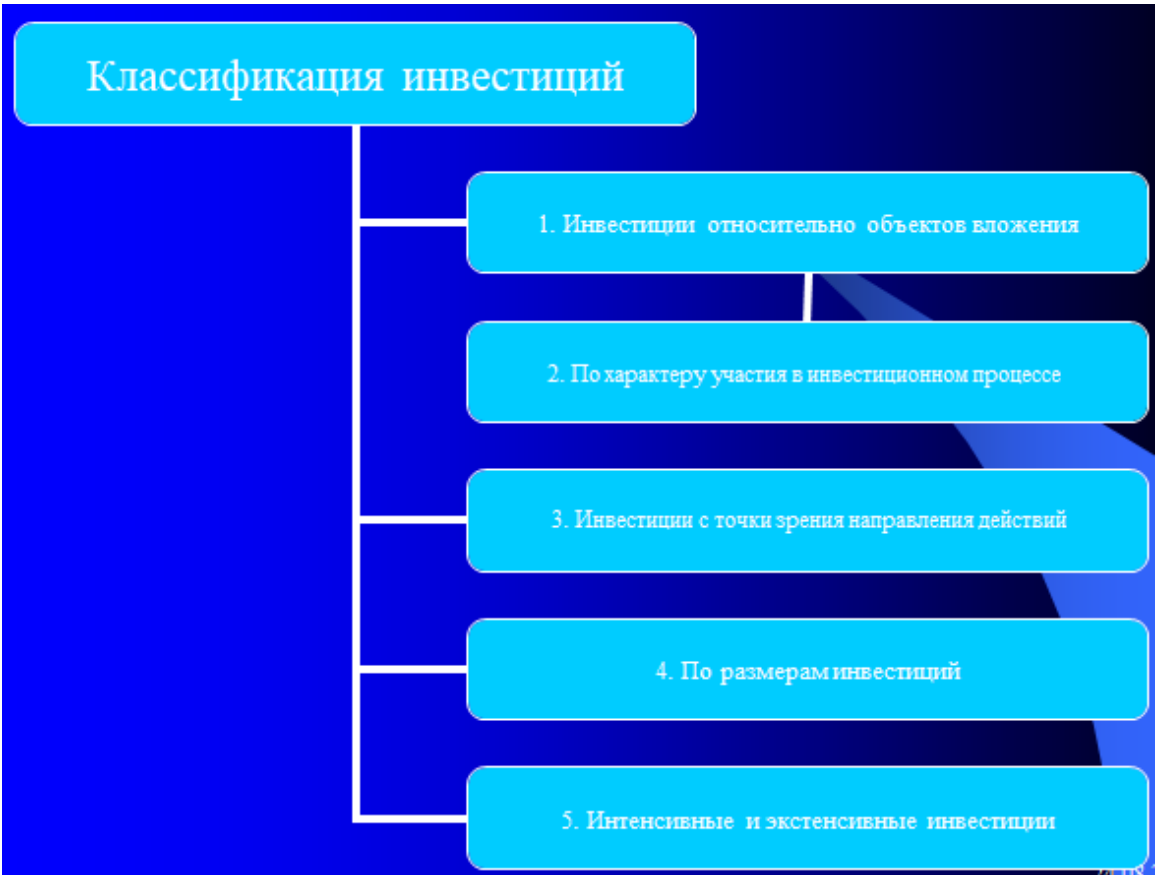 Классификация инвестиций
1. Инвестиции относительно объектов вложения
2. По характеру участия в инвестиционном процессе
3. Инвестиции с точки зрения направления действий
4. По размерам инвестиций
5. Интенсивные и экстенсивные инвестиции